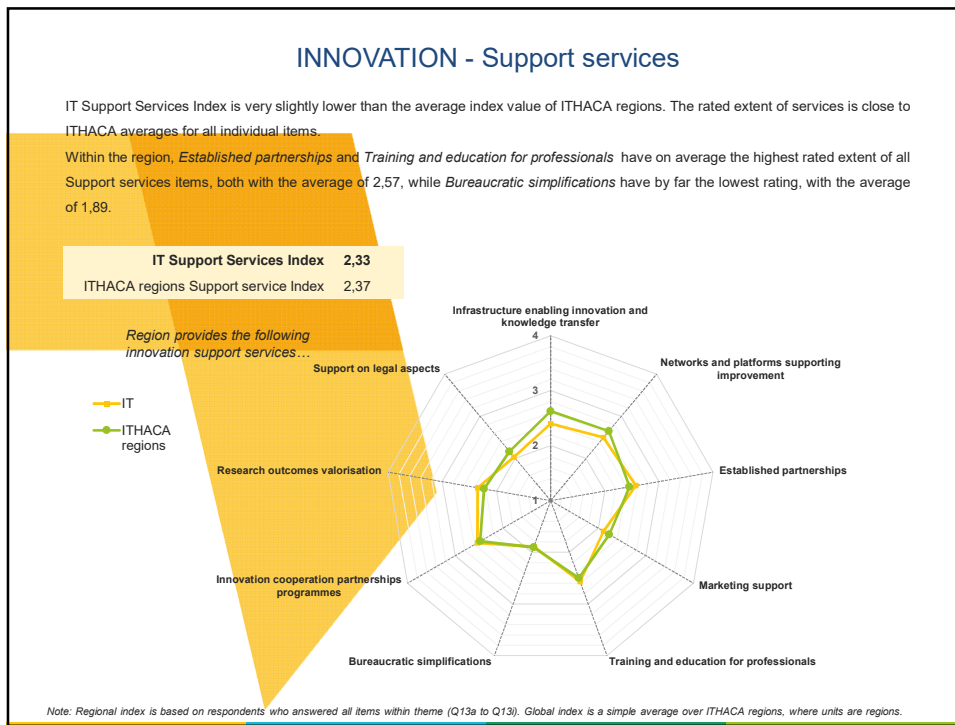 INNOVATION - Support services
IT Support Services Index is very slightly lower than the average index value of ITHACA regions. The rated extent of services is close to
ITHACA averages for all individual items.
Within the region, Established partnerships and Training and education for professionals have on average the highest rated extent of all
Support services items, both with the average of 2,57, while Bureaucratic simplifications have by far the lowest rating, with the average
of 1,89.
IT Support Services Index 2,33
ITHACA regions Support service Index 2,37
Region provides the following
innovation support services…
IT
ITHACA
regions
Infrastructure enabling innovation and
knowledge transfer
Networks and platforms supporting
improvement
Established partnerships
Marketing support
Training and education for professionals
Bureaucratic simplifications
Innovation cooperation partnerships
programmes
Research outcomes valorisation
Support on legal aspects
4
3
2
1
Note: Regional index is based on respondents who answered all items within theme (Q13a to Q13i). Global index is a simple average over ITHACA regions, where units are regions.